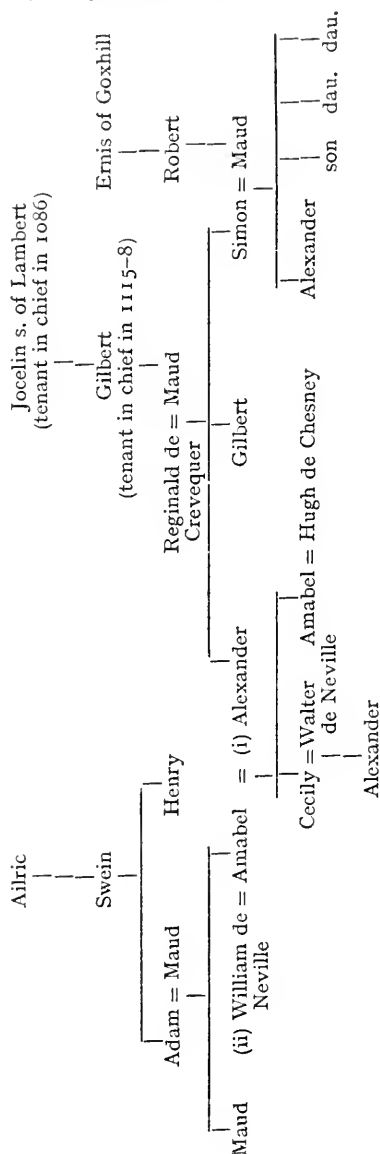 Jocelin s. of Lambert
(tenant in chief in 1086)
Ernis of Goxhill
Ailric
Gilbert
(tenant in chief in 1115-8)
Robert
Swein
Reginald de = Maud
Crevequer
Adam = Maud
Henry
Gilbert
Simon = Maud
Maud
(ii) William de = Amabel = (i) Alexander
Neville
Cecily = Walter
de Neville
Amabel = Hugh de Chesney
Alexander
son
dau.
dau.
Alexander